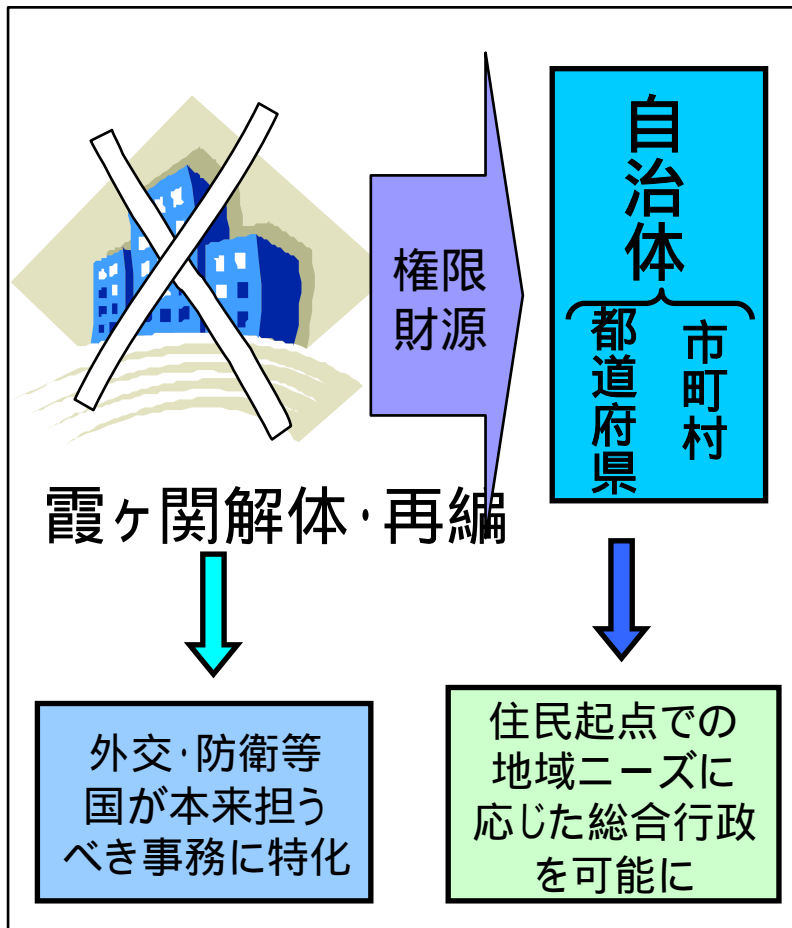 権限
財源
自治体
都道府県
市町村
霞ヶ関解体・再編
外交・防衛等
国が本来担う
べき事務に特化
住民起点での
地域ニーズに
応じた総合行政
を可能に